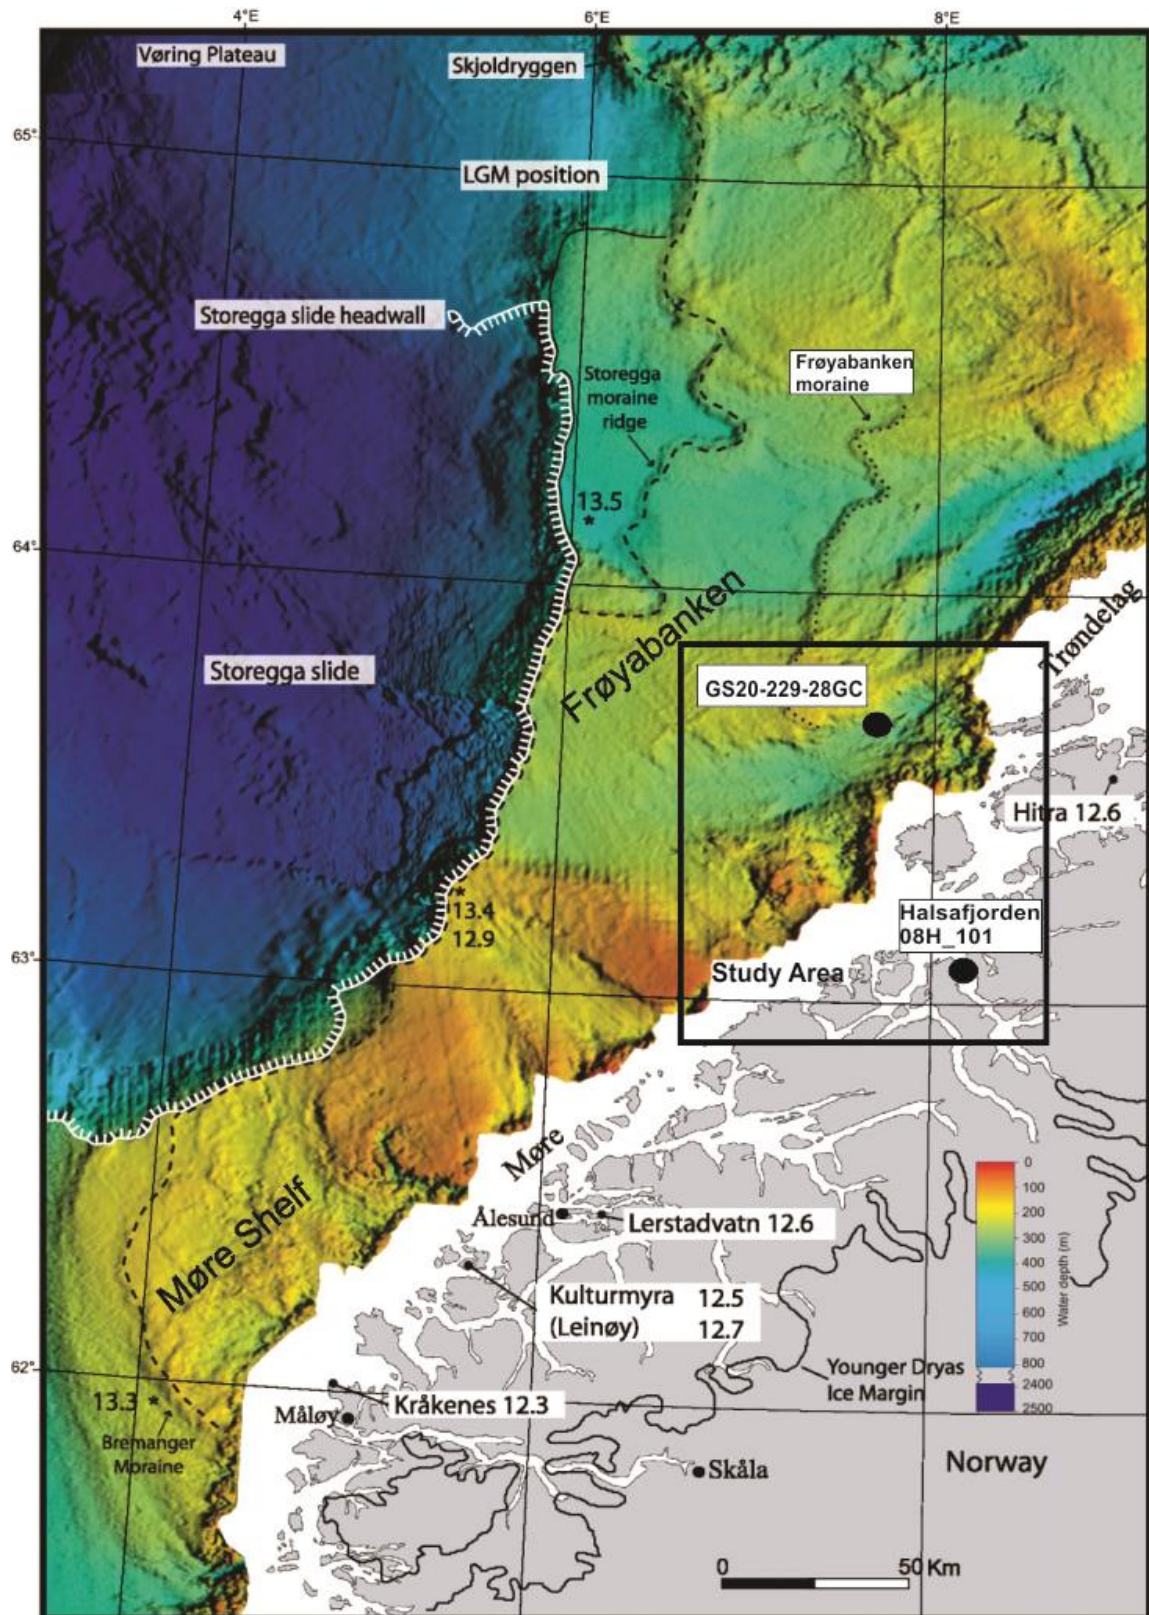 4°E
6°E
8°E
Vøring Plateau
Skjoldryggen
65°
LGM position
Storegga slide headwall
Frøyabanken
moraine
Storegga
moraine
ridge
13.5
64°
Frøyabanken
Trøndelag
Storegga slide
GS20-229-28GC
Hitra 12.6
13.4
12.9
Halsafjorden
08H_101
63°
Study Area
Møre
0
100
200
300
400
500
600
700
800
2400
2500
Water depth (m)
Ålesund
Lerstadvatn 12.6
Møre Shelf
Kulturmyra 12.5
(Leinøy) 12.7
62°
Younger Dryas
Ice Margin
13.3
Kråkenes 12.3
Måløy
Bremanger
Moraine
Skåla
Norway
0 50 Km